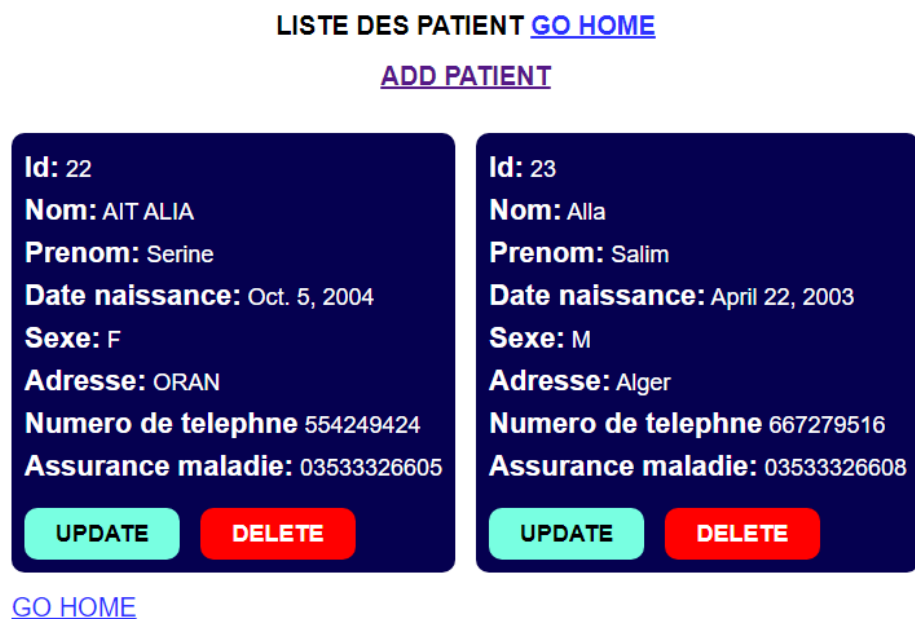 LISTE DES PATIENT GO HOME
ADD PATIENT
Id: 22
Nom: AIT ALIA
Prenom: Serine
Date naissance: Oct. 5, 2004
Sexe: F
Adresse: ORAN
Numero de telephne 554249424
Assurance maladie: 03533326605
UPDATE DELETE
Id: 23
Nom: Alla
Prenom: Salim
Date naissance: April 22, 2003
Sexe: M
Adresse: Alger
Numero de telephne 667279516
Assurance maladie: 03533326608
UPDATE DELETE
GO HOME